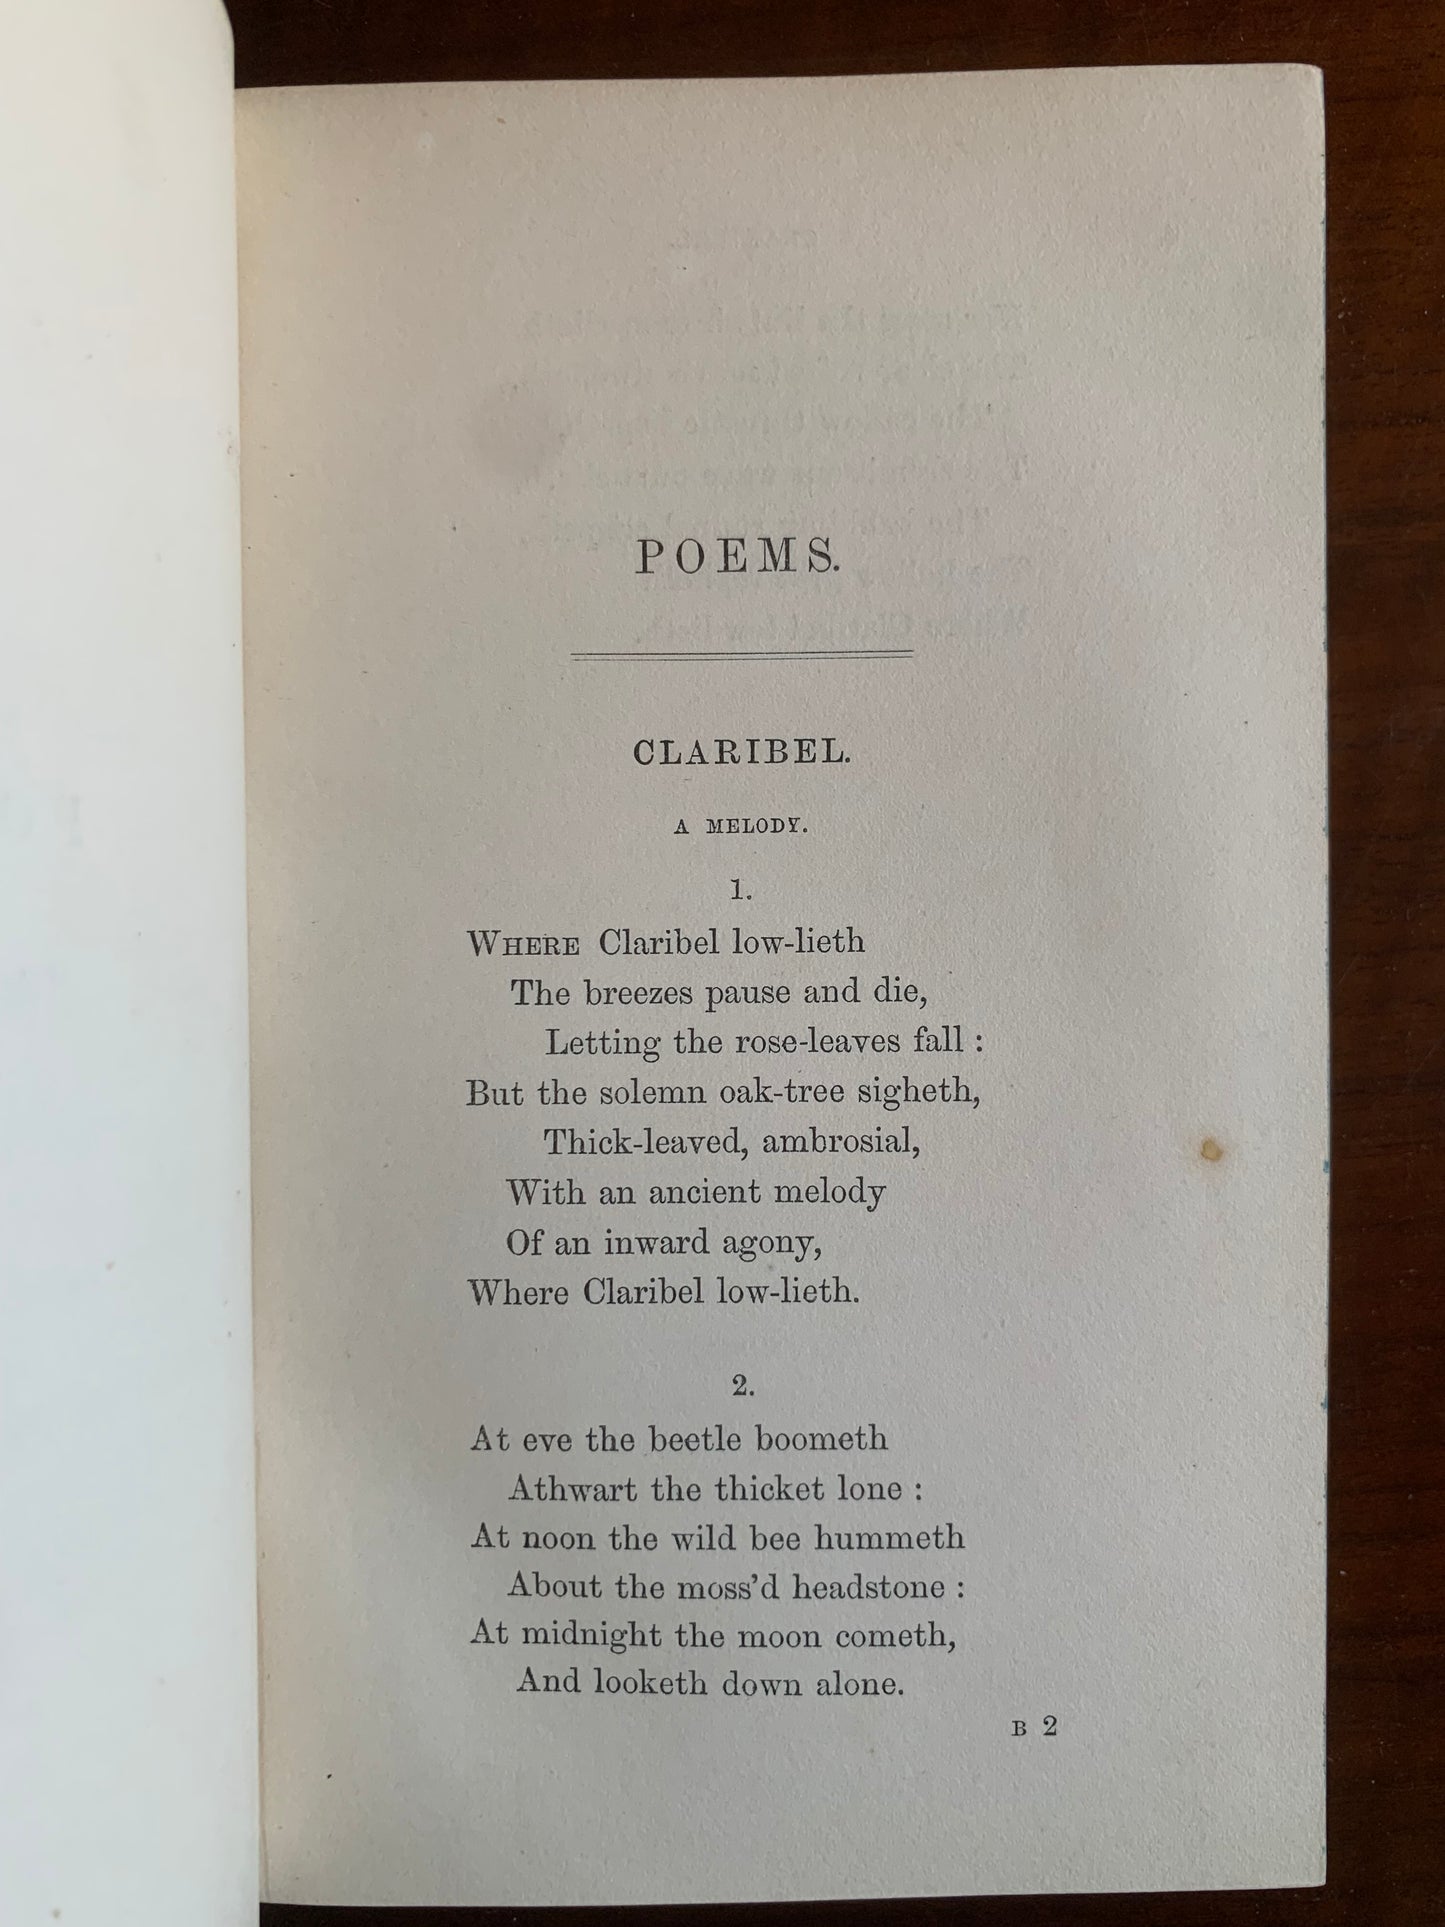 POEMS.
CLARIBEL.
A MELODY.
1.
WHERE Claribel low-lieth
The breezes pause and die,
Letting the rose-leaves fall :
But the solemn oak-tree sigheth,
Thick-leaved, ambrosial,
With an ancient melody
Of an inward agony,
Where Claribel low-lieth.
2.
At eve the beetle boometh
Athwart the thicket lone :
At noon the wild bee hummeth
About the moss’d headstone :
At midnight the moon cometh,
And looketh down alone.
B 2